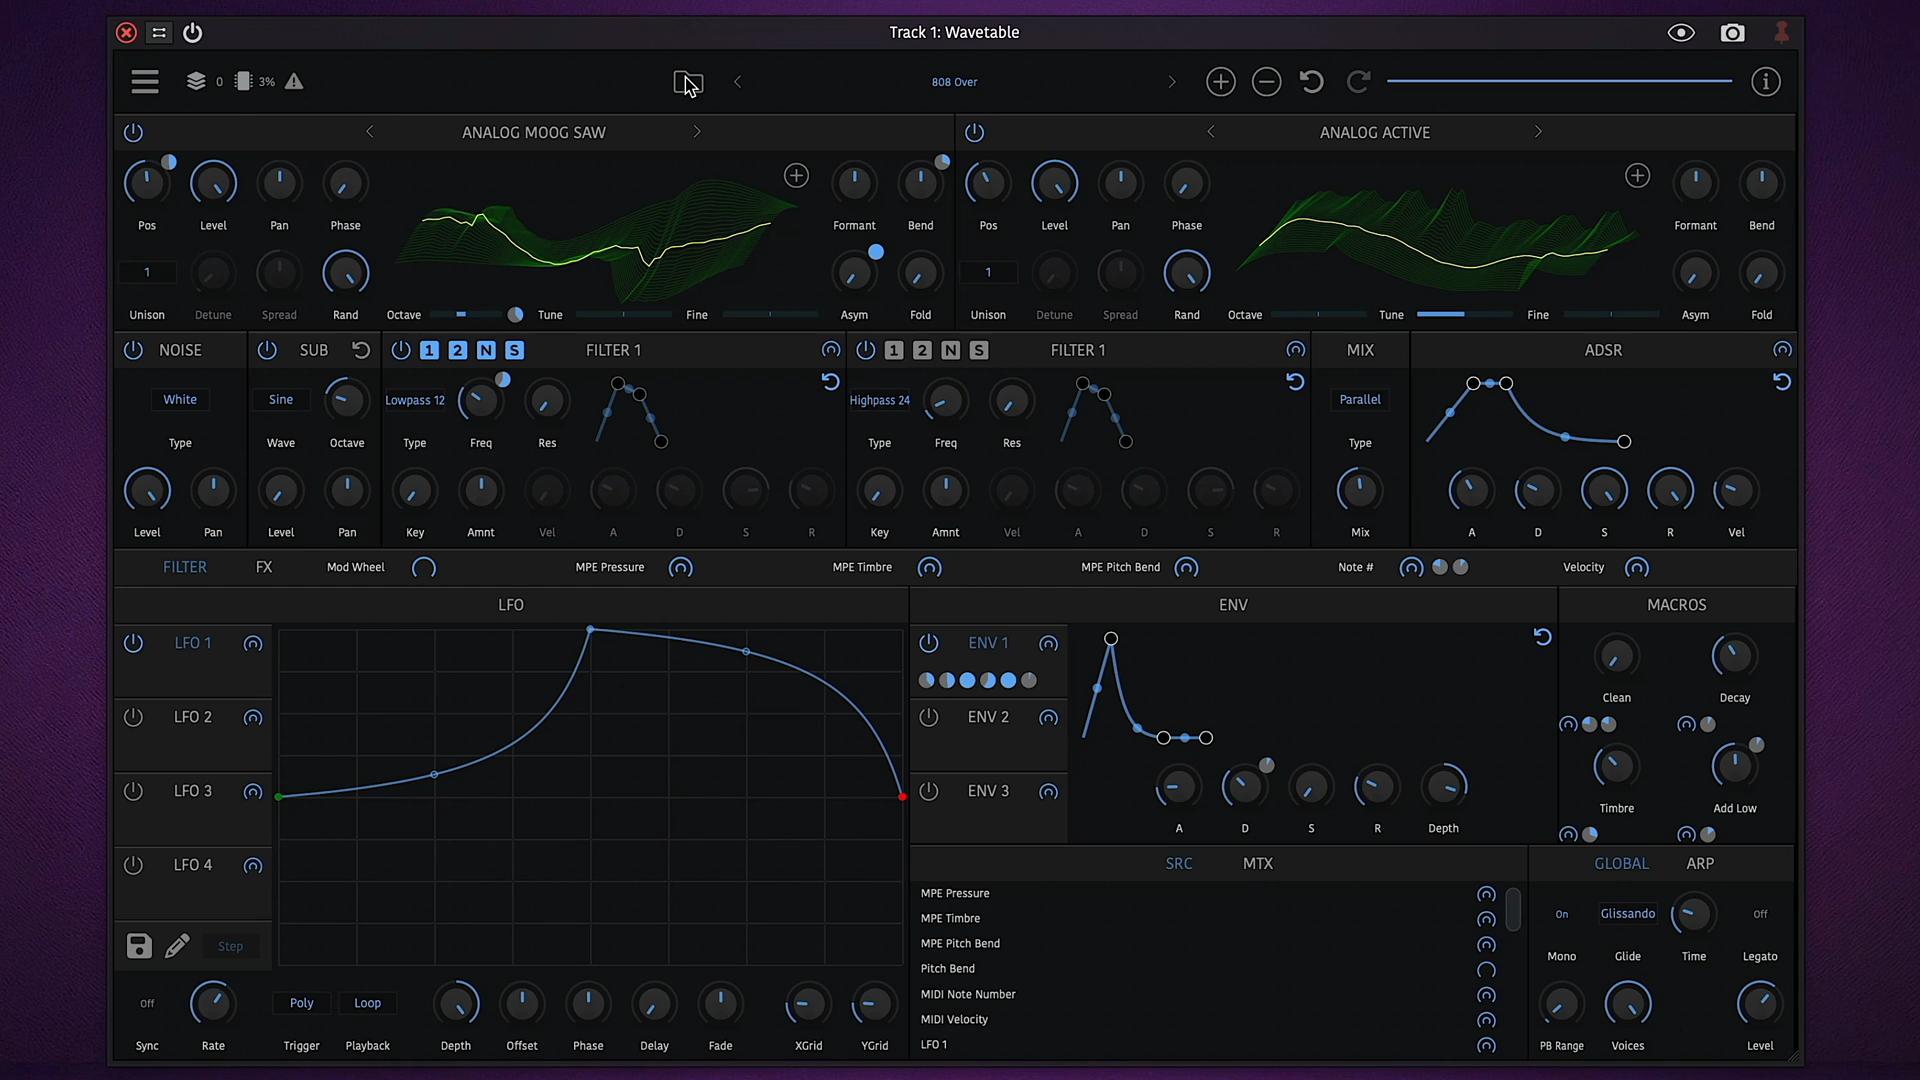 Track 1: Wavetable
0 3% 808 Over
ANALOG MOOG SAW
Pos Level Pan Phase Formant Bend
1
Unison Detune Spread Rand Octave Tune Fine Asym Fold
ANALOG ACTIVE
Pos Level Pan Phase Formant Bend
1
Unison Detune Spread Rand Octave Tune Fine Asym Fold
NOISE
White
Type
Level Pan
SUB
Sine
Wave Octave
Level Pan
1 2 N S FILTER 1
Lowpass 12
Type Freq Res
Key Amnt Vel A D S R
1 2 N S FILTER 1
Highpass 24
Type Freq Res
Key Amnt Vel A D S R
MIX
Parallel
Type
Mix
ADSR
A D S R Vel
FILTER FX Mod Wheel MPE Pressure MPE Timbre MPE Pitch Bend Note # Velocity
LFO
LFO 1
LFO 2
LFO 3
LFO 4
Step
Off Poly Loop
Sync Rate Trigger Playback Depth Offset Phase Delay Fade XGrid YGrid
ENV
ENV 1
ENV 2
ENV 3
A D S R Depth
MACROS
Clean Decay
Timbre Add Low
SRC MTX
MPE Pressure
MPE Timbre
MPE Pitch Bend
Pitch Bend
MIDI Note Number
MIDI Velocity
LFO 1
GLOBAL ARP
On Glissando Off
Mono Glide Time Legato
PB Range Voices Level